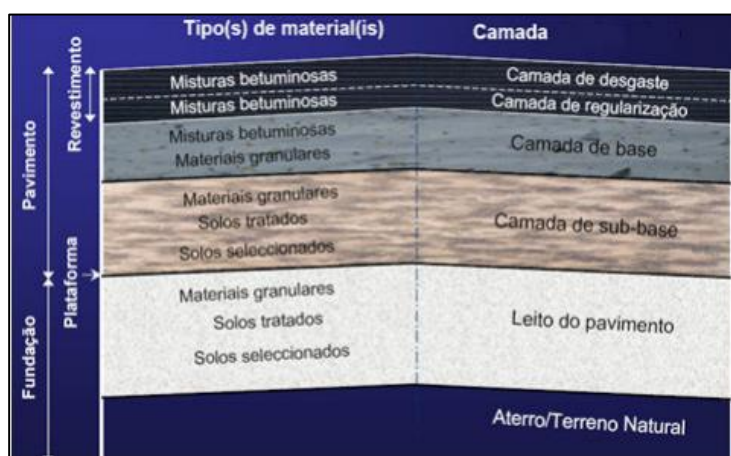 Tipo(s) de material(is)
Camada
Pavimento
Revestimento
Misturas betuminosas
Camada de desgaste
Misturas betuminosas
Camada de regularização
Misturas betuminosas
Materiais granulares
Camada de base
Materiais granulares
Solos tratados
Solos seleccionados
Camada de sub-base
Plataforma
Fundação
Materiais granulares
Solos tratados
Solos seleccionados
Leito do pavimento
Aterro/Terreno Natural